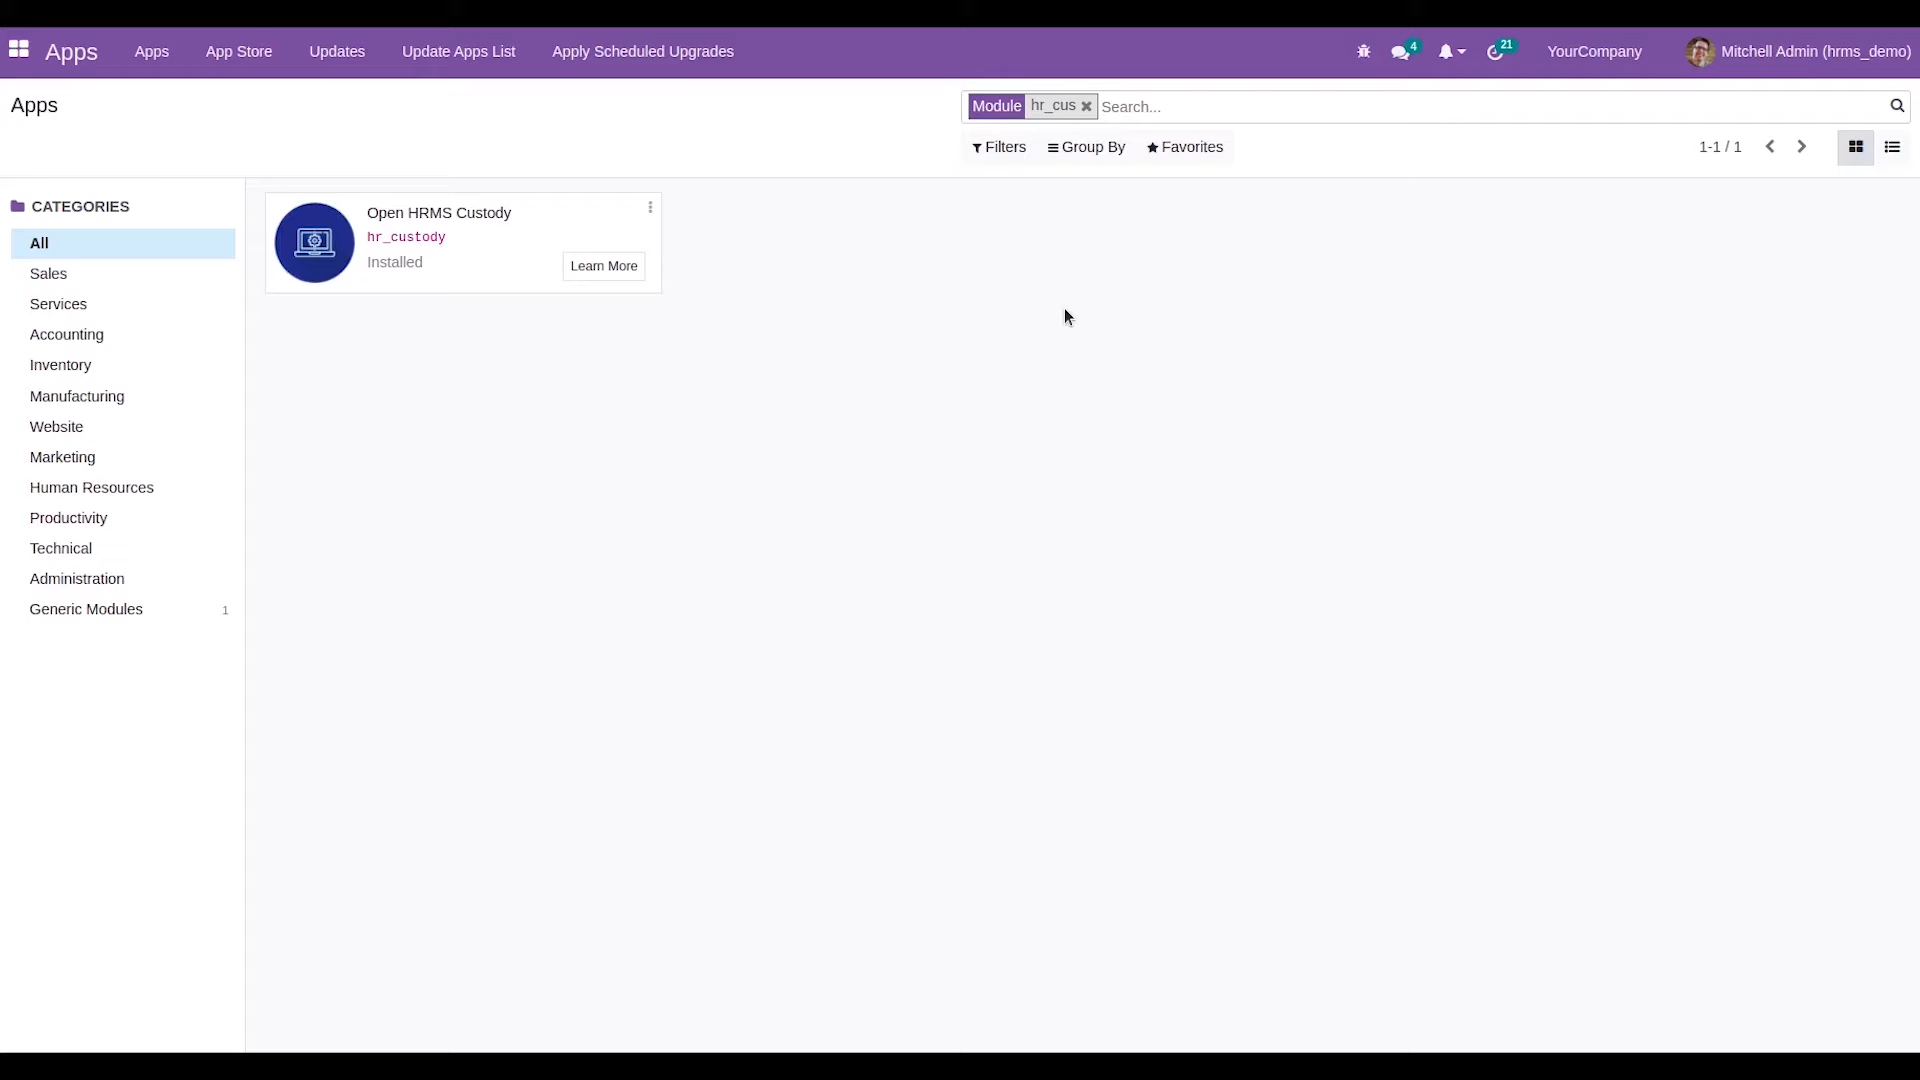 Apps Apps App Store Updates Update Apps List Apply Scheduled Upgrades 4 21 YourCompany Mitchell Admin (hrms_demo)
Apps Module hr_cus Search...
Filters Group By Favorites 1-1 / 1
CATEGORIES
All
Sales
Services
Accounting
Inventory
Manufacturing
Website
Marketing
Human Resources
Productivity
Technical
Administration
Generic Modules 1
Open HRMS Custody
hr_custody
Installed
Learn More